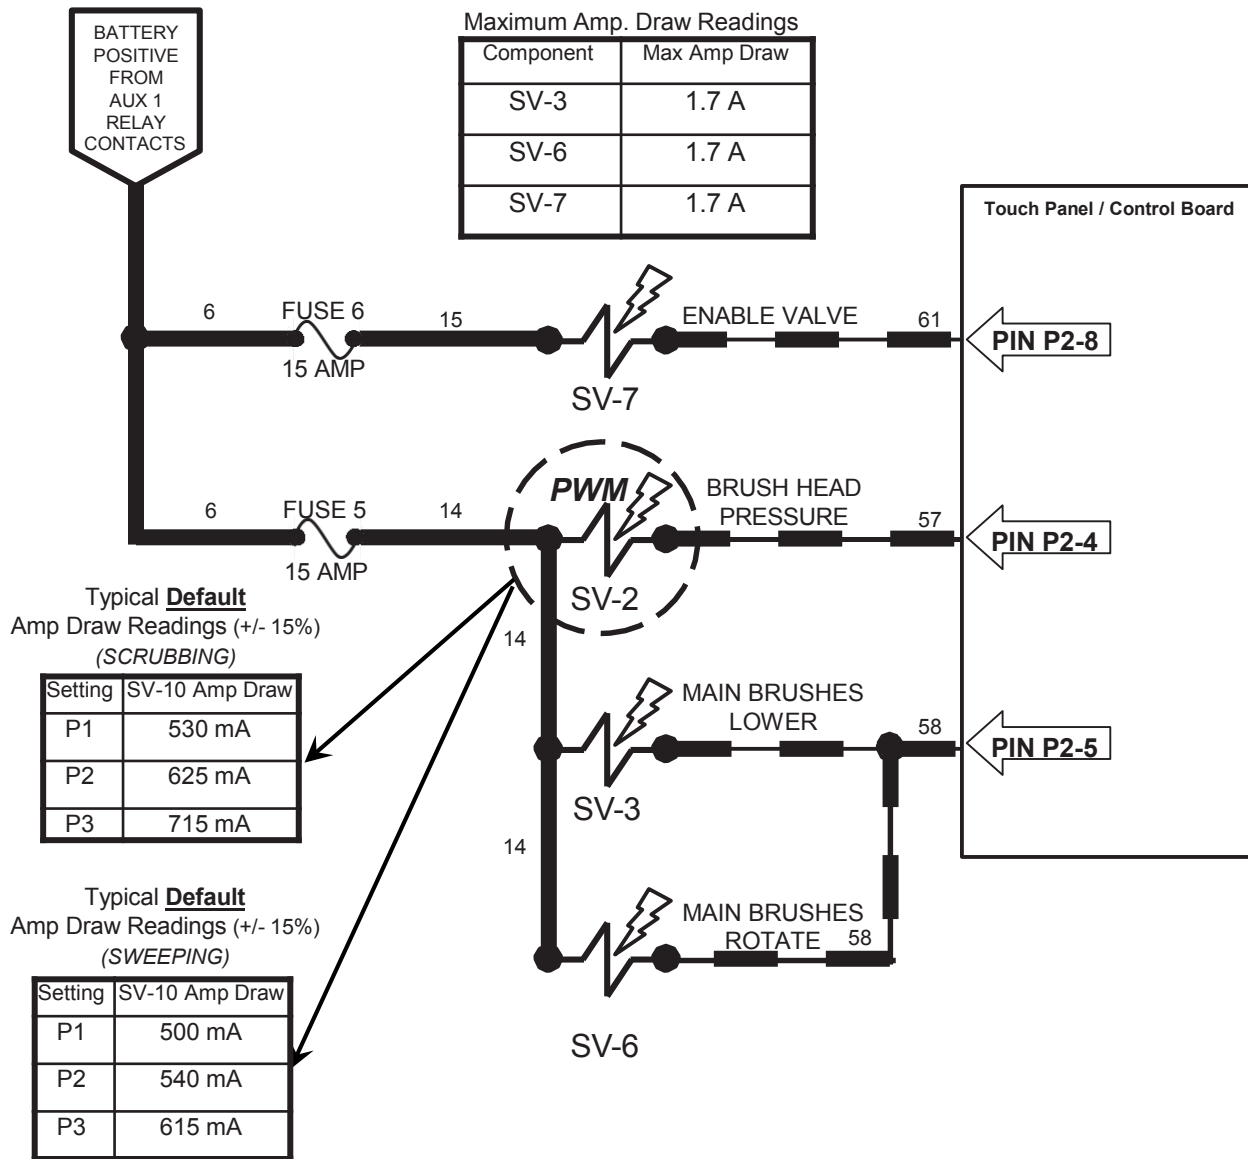 BATTERY
POSITIVE
FROM
AUX 1
RELAY
CONTACTS
Maximum Amp. Draw Readings
Component Max Amp Draw
SV-3 1.7 A
SV-6 1.7 A
SV-7 1.7 A
Touch Panel / Control Board
6 FUSE 6 15 ENABLE VALVE 61
15 AMP
SV-7
PIN P2-8
PWM BRUSH HEAD
PRESSURE
6 FUSE 5 14 57
15 AMP
SV-2
PIN P2-4
Typical Default
Amp Draw Readings (+/- 15%)
(SCRUBBING)
Setting SV-10 Amp Draw
P1 530 mA
P2 625 mA
P3 715 mA
14
MAIN BRUSHES
LOWER
58
PIN P2-5
SV-3
14
Typical Default
Amp Draw Readings (+/- 15%)
(SWEEPING)
Setting SV-10 Amp Draw
P1 500 mA
P2 540 mA
P3 615 mA
MAIN BRUSHES
ROTATE 58
SV-6